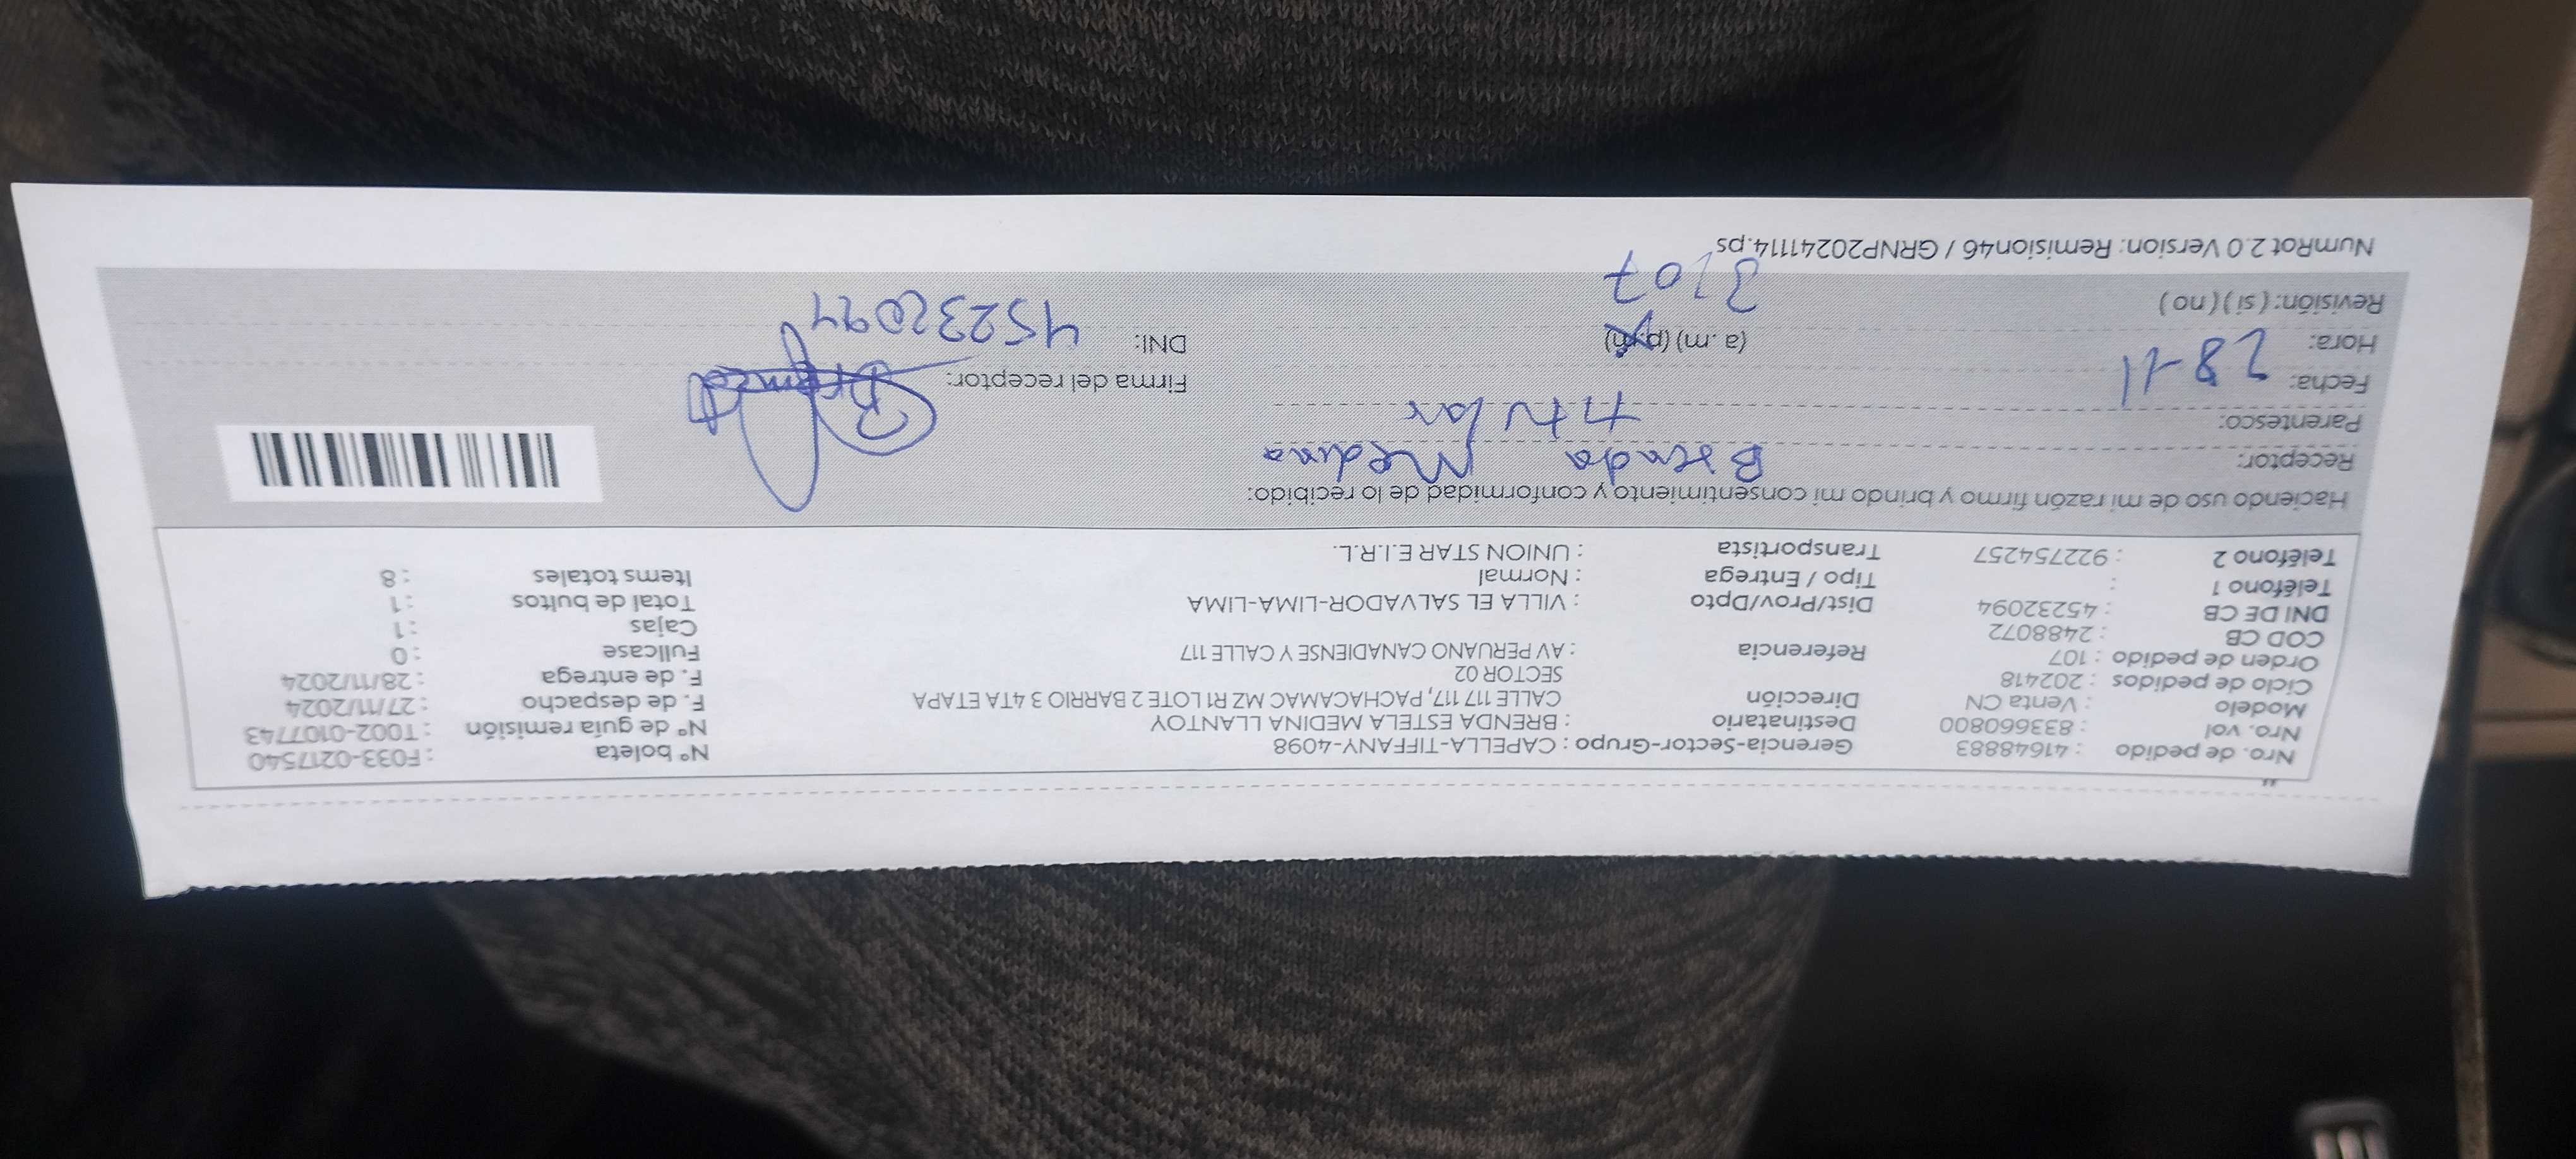 "
Nro. de pedido : 41648883 Gerencia-Sector-Grupo : CAPELLA-TIFFANY-4098 N° boleta : F033-0217540
Nro. vol : 833660800 Destinatario : BRENDA ESTELA MEDINA LLANTOY N° de guía remisión : T002-0107743
Modelo : Venta CN Dirección CALLE 117 117, PACHACAMAC MZ R1 LOTE 2 BARRIO 3 4TA ETAPA F. de despacho : 27/11/2024
Ciclo de pedidos : 202418 SECTOR 02 F. de entrega : 28/11/2024
Orden de pedido : 107 Referencia : AV PERUANO CANADIENSE Y CALLE 117 Fullcase : 0
COD CB : 2488072 Cajas : 1
DNI DE CB : 45232094 Dist/Prov/Dpto : VILLA EL SALVADOR-LIMA-LIMA Total de bultos : 1
Teléfono 1 : Tipo / Entrega : Normal Items totales : 8
Teléfono 2 : 922754257 Transportista : UNION STAR E.I.R.L.
Haciendo uso de mi razón firmo y brindo mi consentimiento y conformidad de lo recibido:
Receptor: Brenda Medina
Parentesco: titular
Fecha: 28-11 Firma del receptor:
Hora: (a.m) (p.m) DNI: 45232094
Revisión: (si) (no) 3:07
NumRot 2.0 Version: Remision46 / GRNP20241114.ps